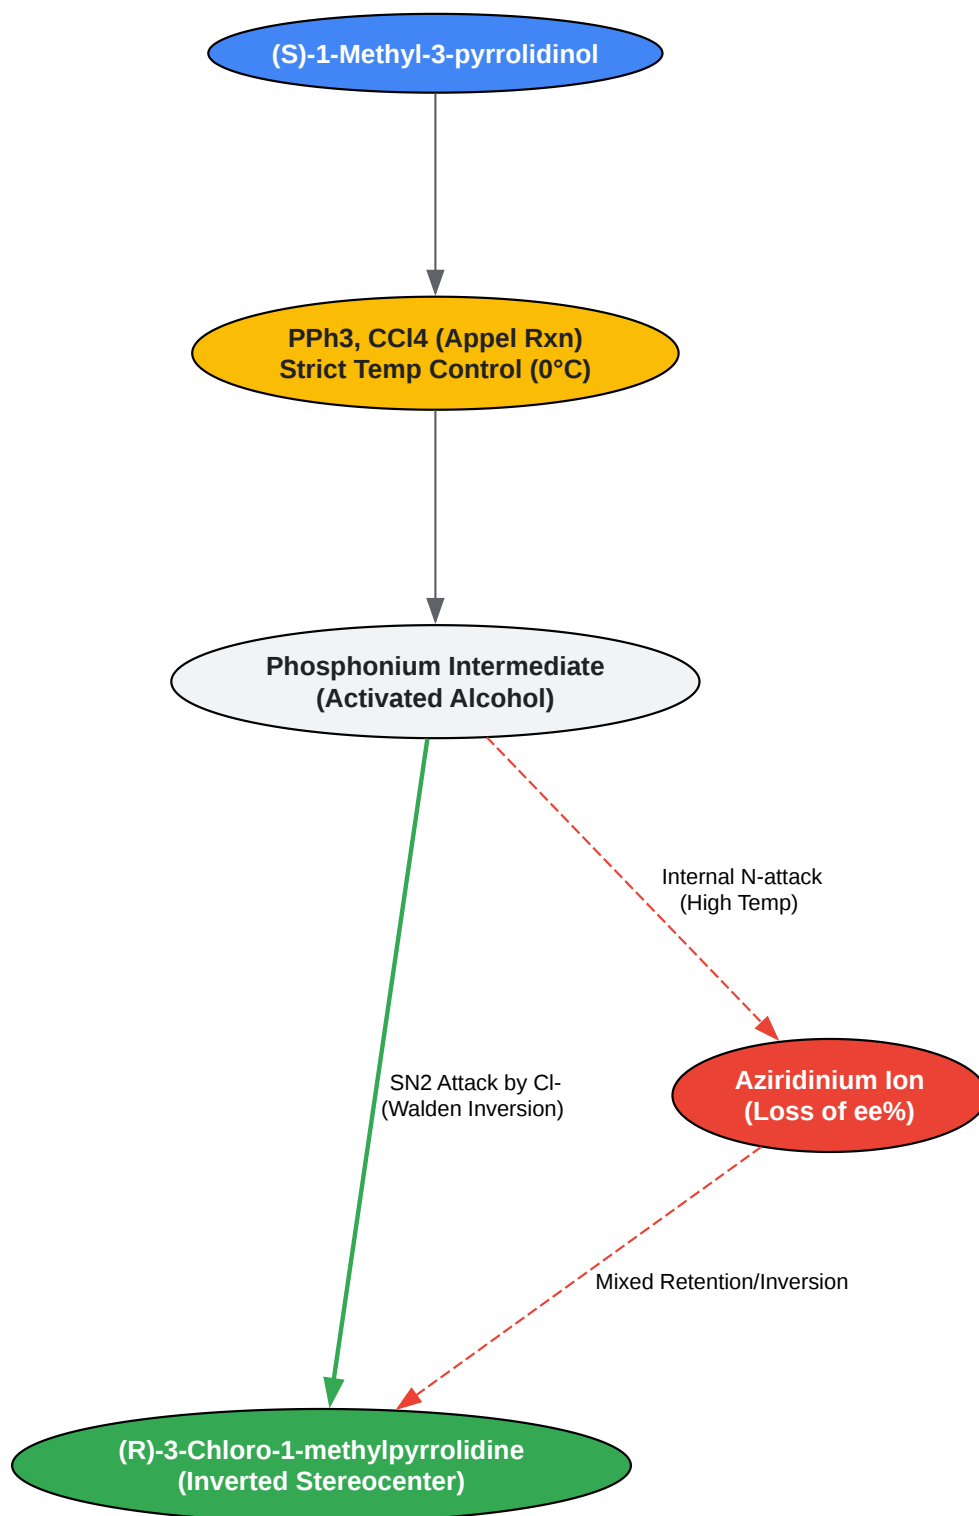 (S)-1-Methyl-3-pyrrolidinol
PPh3, CCl4 (Appel Rxn)
Strict Temp Control (0°C)
Phosphonium Intermediate
(Activated Alcohol)
Internal N-attack
(High Temp)
Aziridinium Ion
(Loss of ee%)
SN2 Attack by Cl-
(Walden Inversion)
Mixed Retention/Inversion
(R)-3-Chloro-1-methylpyrrolidine
(Inverted Stereocenter)